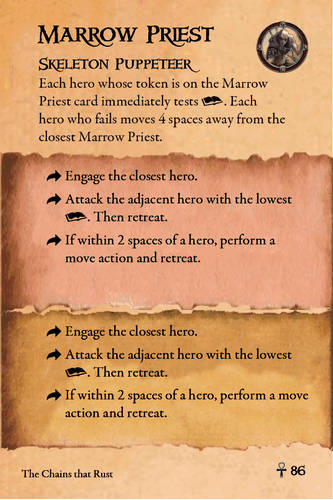 Marrow Priest
Skeleton Puppeteer
Each hero whose token is on the Marrow
Priest card immediately tests . Each
hero who fails moves 4 spaces away from the
closest Marrow Priest.
Engage the closest hero.
Attack the adjacent hero with the lowest
. Then retreat.
If within 2 spaces of a hero, perform a
move action and retreat.
Engage the closest hero.
Attack the adjacent hero with the lowest
. Then retreat.
If within 2 spaces of a hero, perform a move
action and retreat.
The Chains that Rust
86